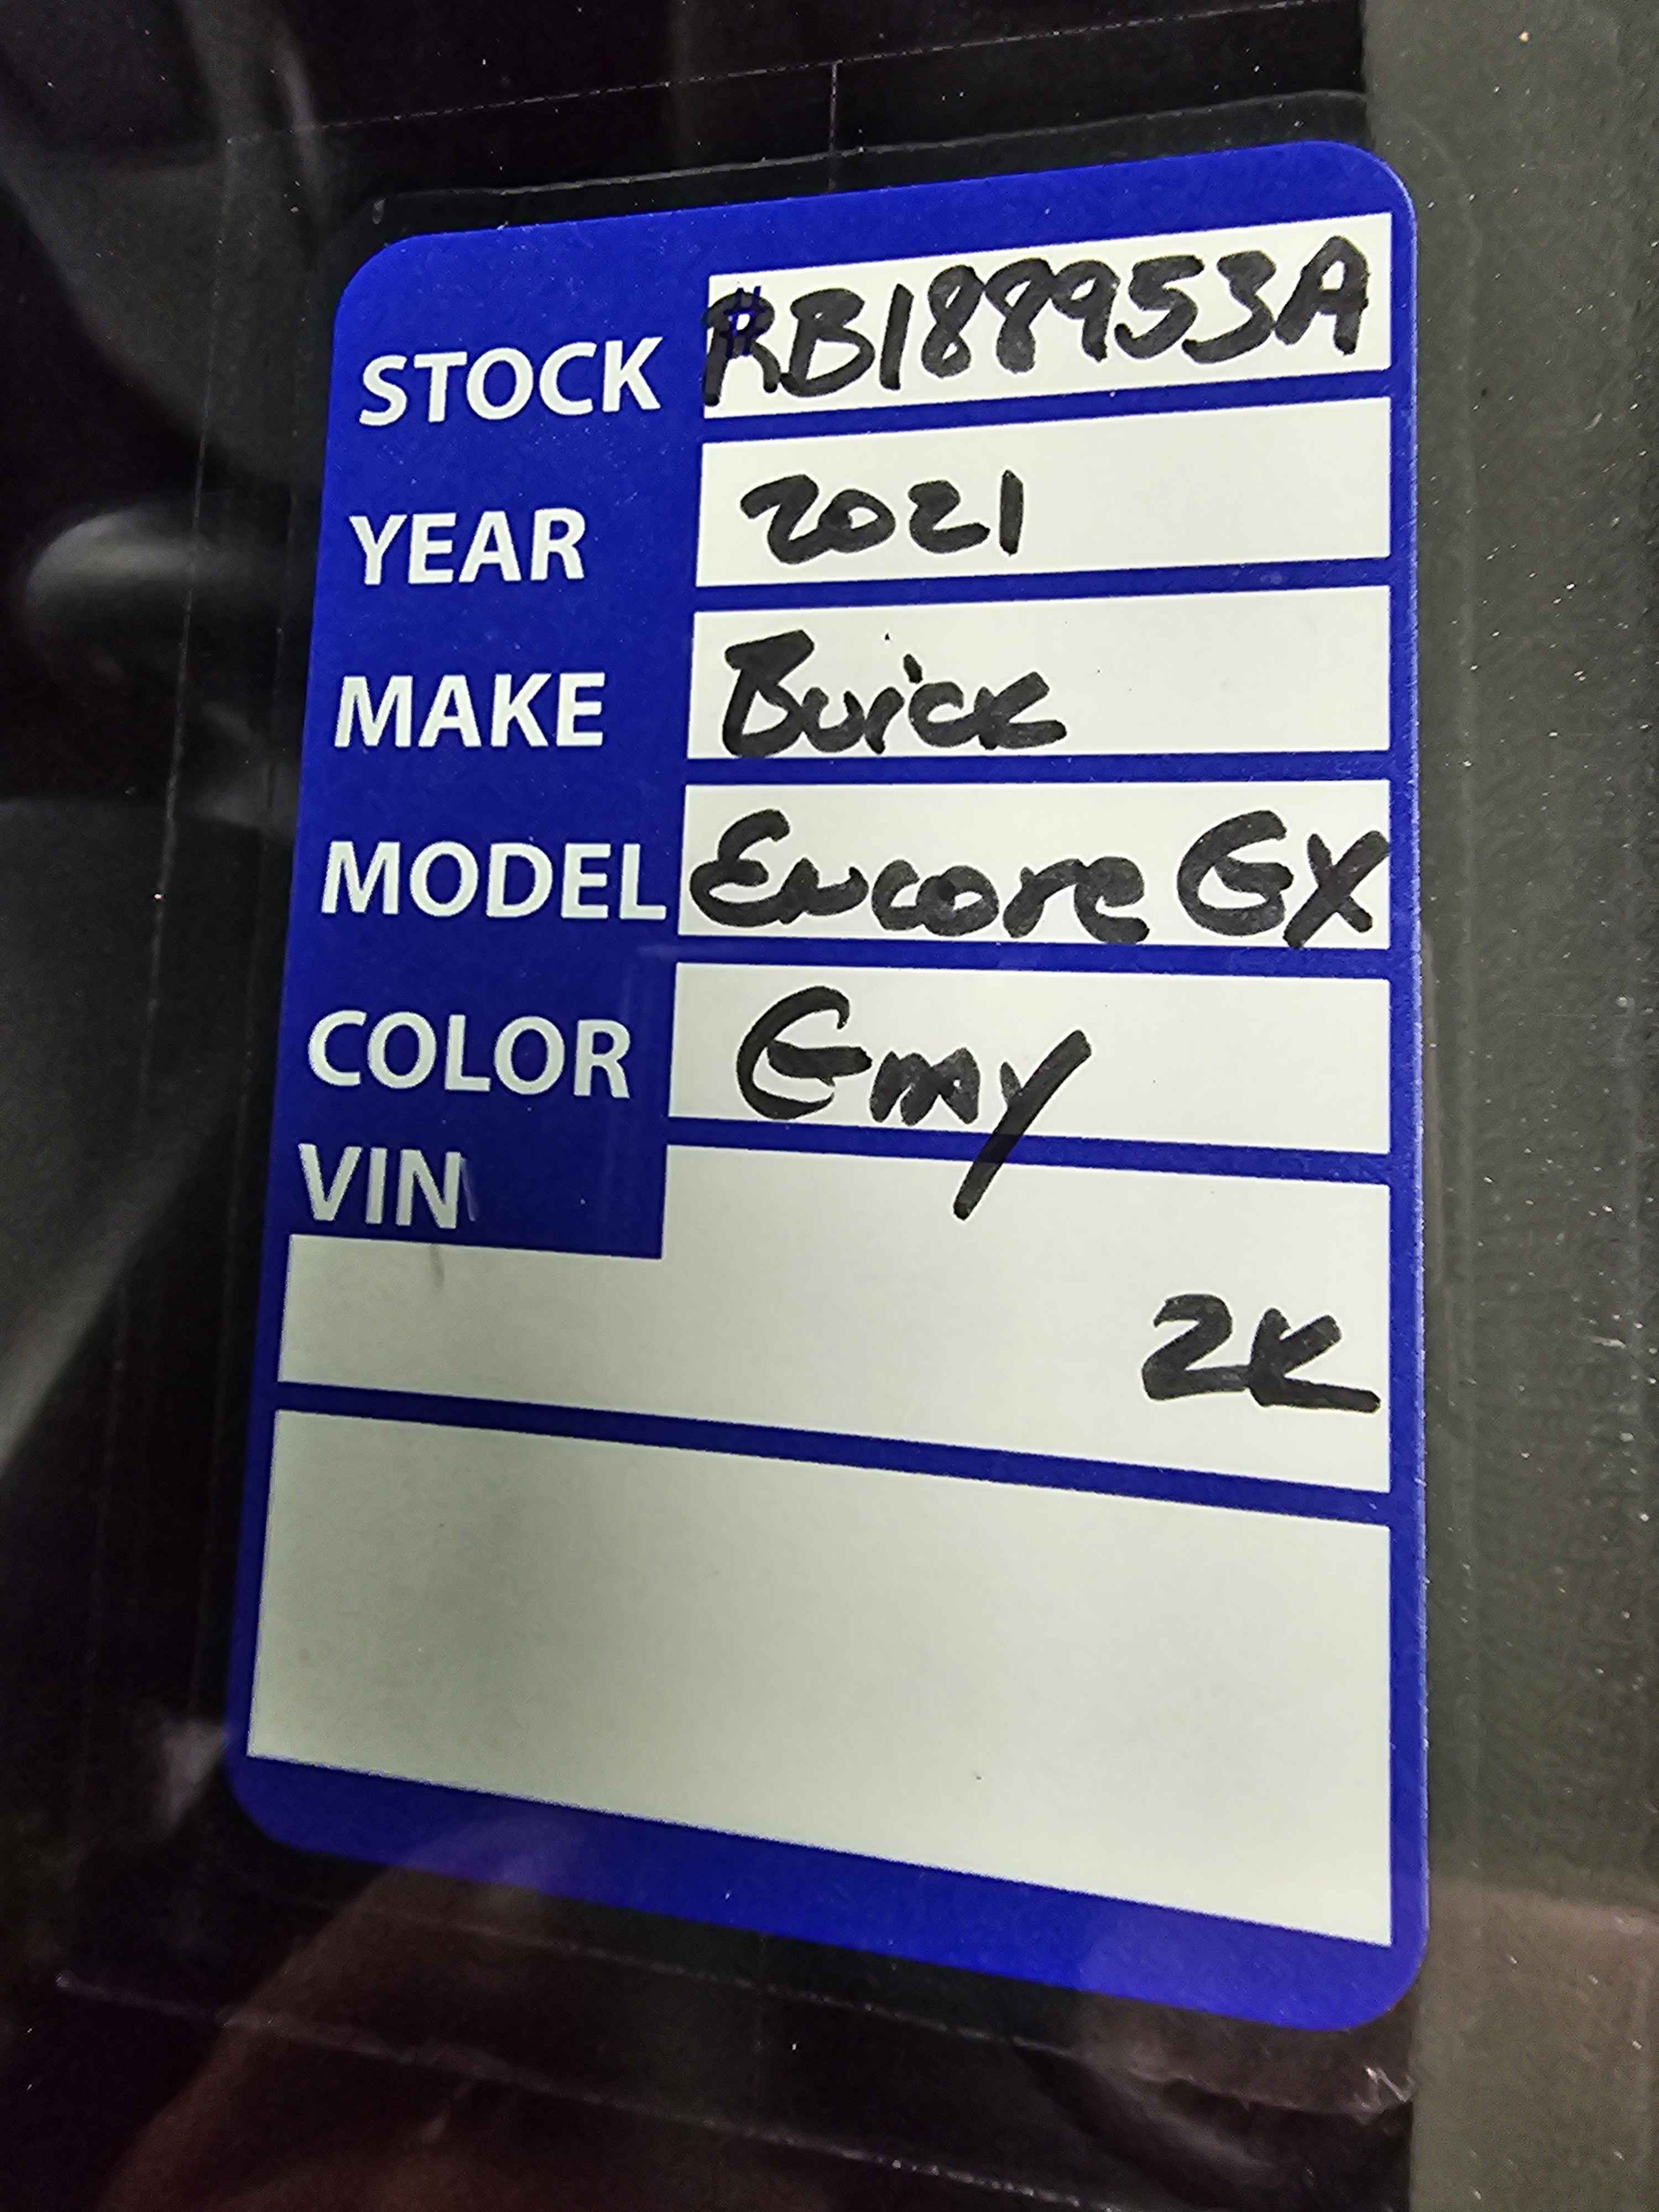 STOCK # RB188953A
YEAR 2021
MAKE Buick
MODEL Encore GX
COLOR Gray
VIN
2K